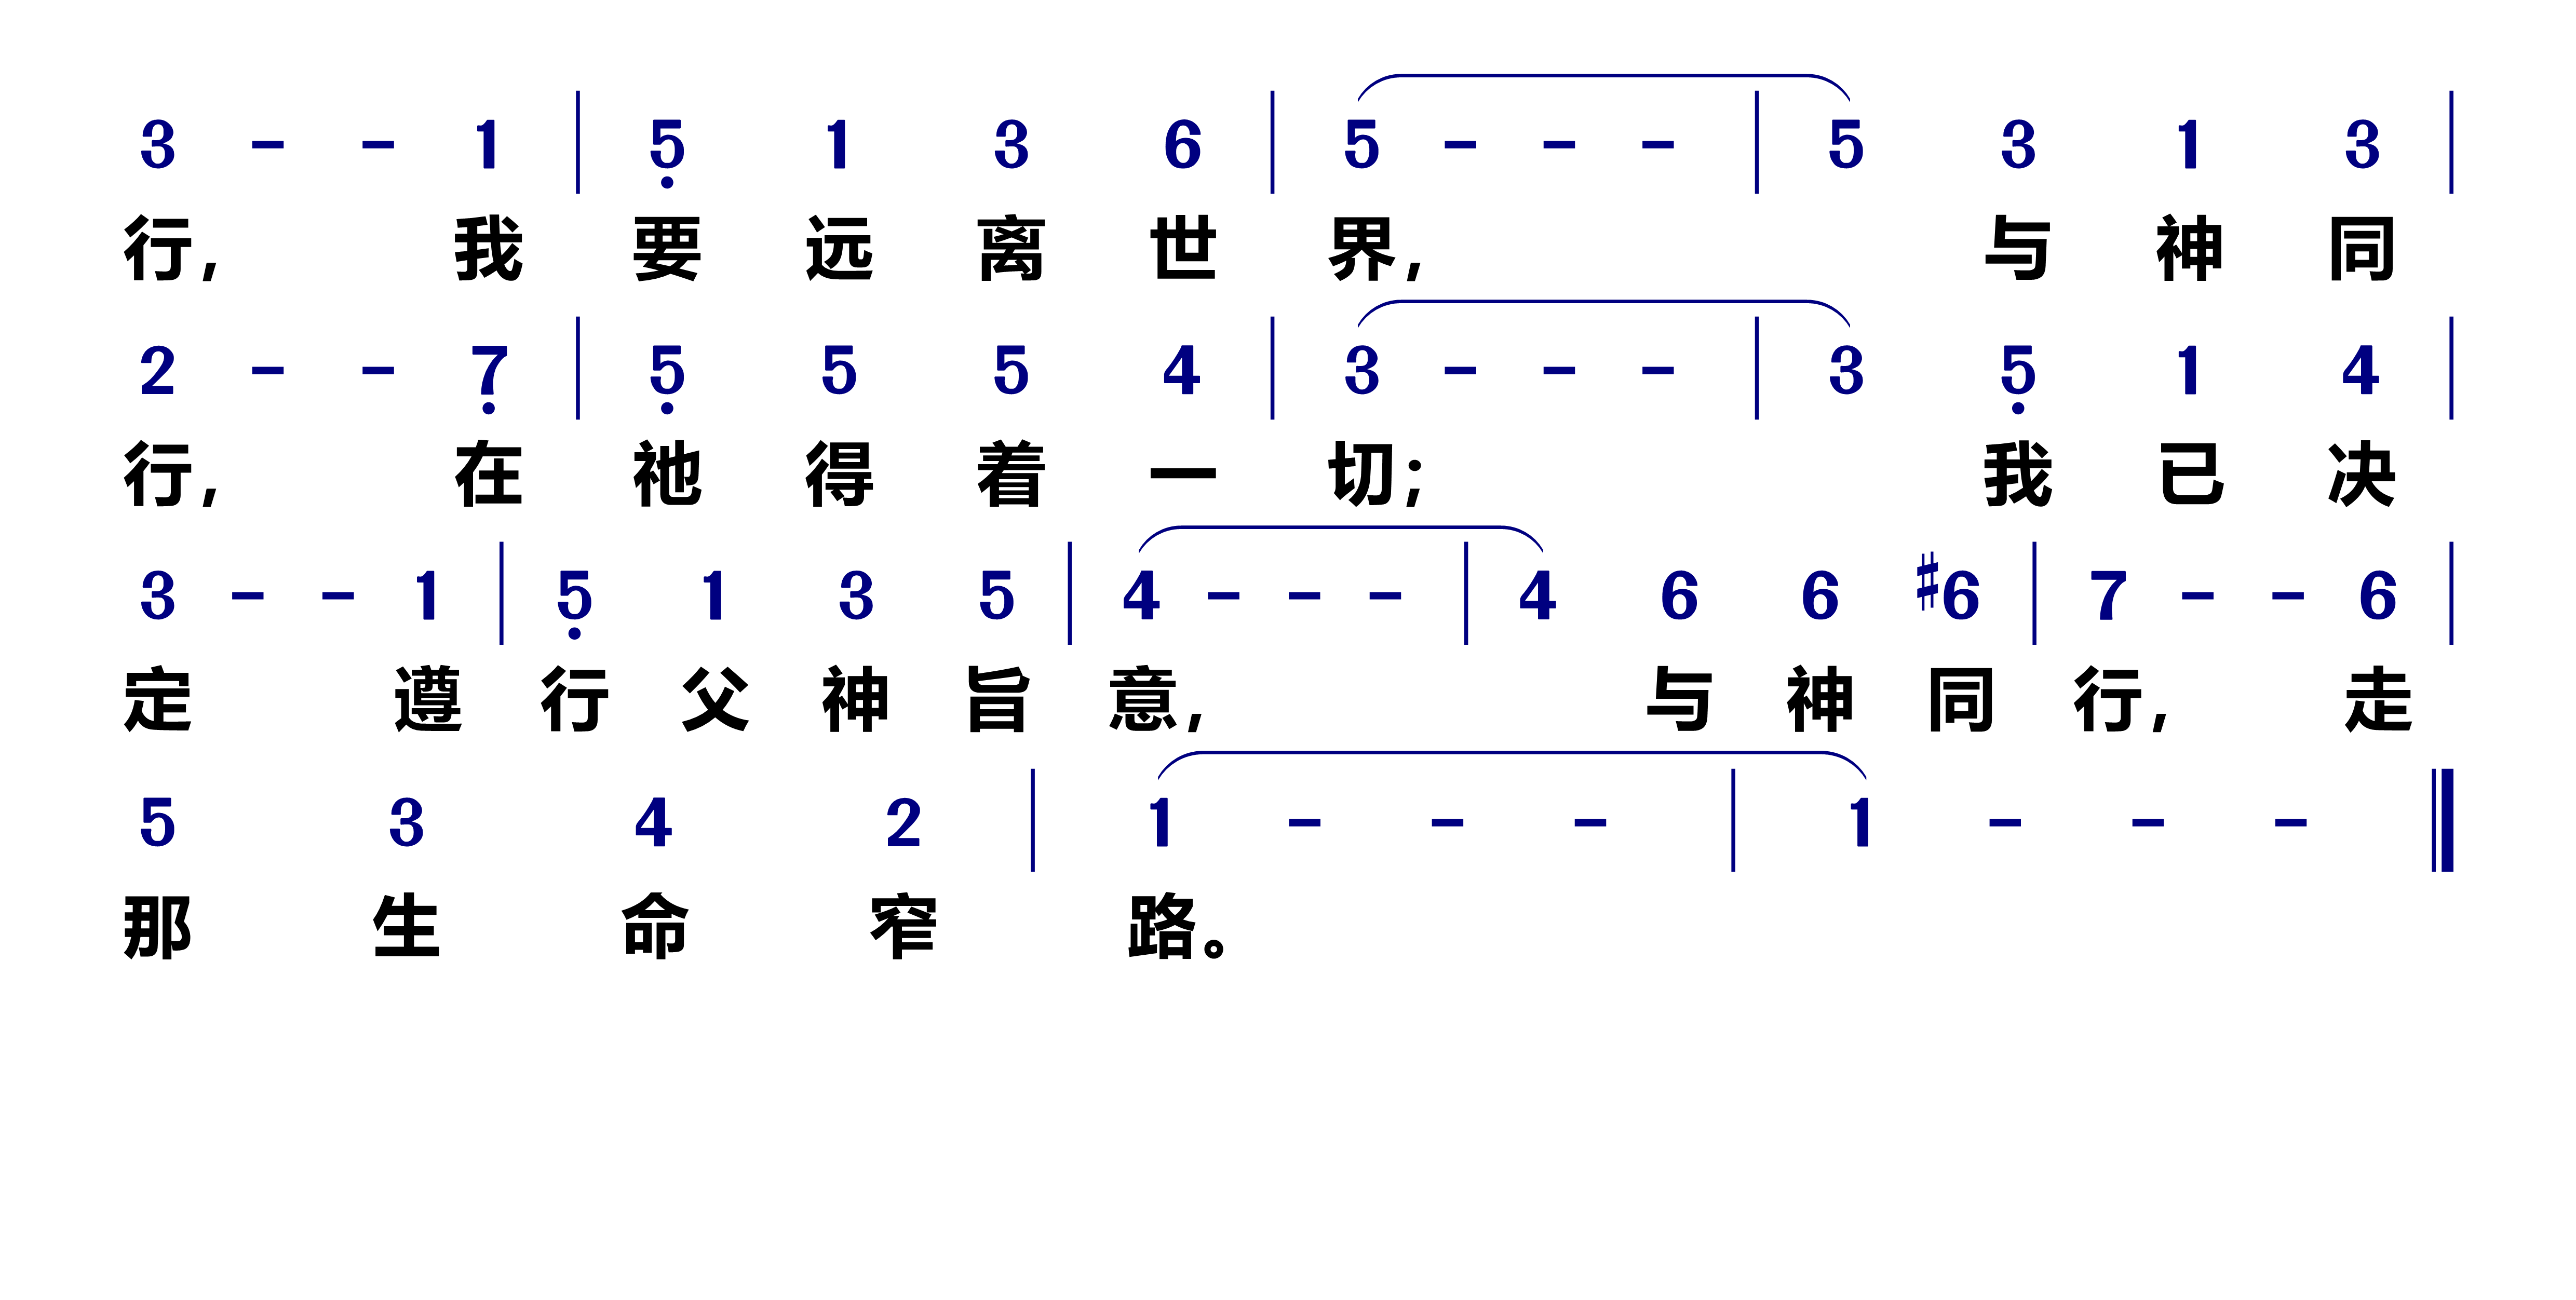 3 - - 1 | 5̣ 1 3 6 | 5 - - - | 5 3 1 3 |
行，我要远离世界，与神同
2 - - 7̣ | 5̣ 5 5 4 | 3 - - - | 3 5̣ 1 4 |
行，在祂得着一切；我已决
3 - - 1 | 5̣ 1 3 5 | 4 - - - | 4 6 6 ♯6 | 7 - - 6 |
定遵行父神旨意，与神同行，走
5 3 4 2 | 1 - - - | 1 - - - ‖
那生命窄路。